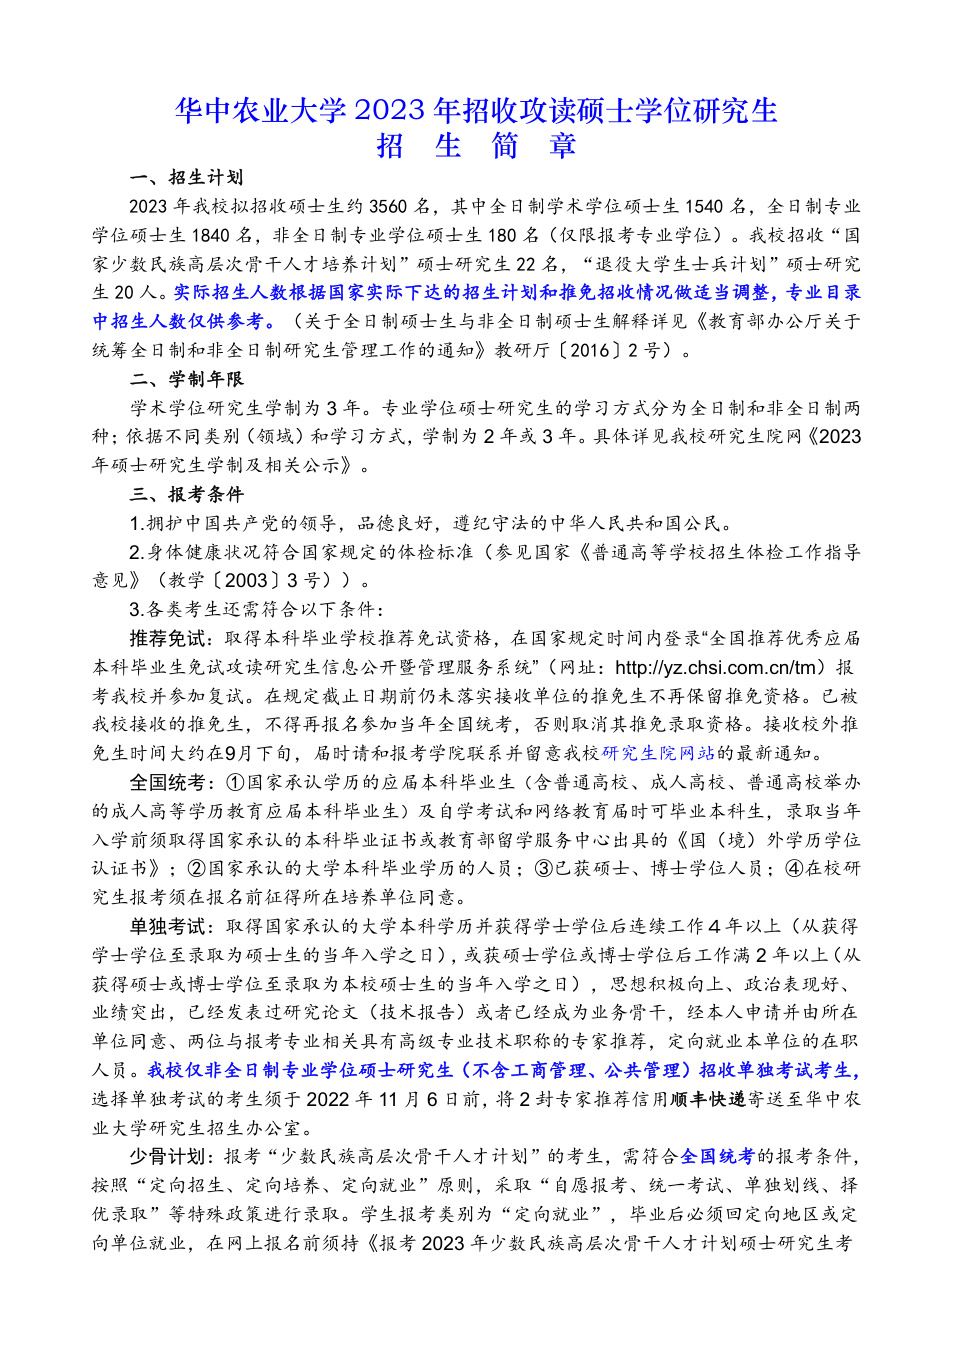 华中农业大学 2023 年招收攻读硕士学位研究生
招 生 简 章
一、招生计划
2023 年我校拟招收硕士生约 3560 名，其中全日制学术学位硕士生 1540 名，全日制专业
学位硕士生 1840 名，非全日制专业学位硕士生 180 名（仅限报考专业学位）。我校招收“国
家少数民族高层次骨干人才培养计划”硕士研究生 22 名，“退役大学生士兵计划”硕士研究
生 20 人。实际招生人数根据国家实际下达的招生计划和推免招收情况做适当调整，专业目录
中招生人数仅供参考。（关于全日制硕士生与非全日制硕士生解释详见《教育部办公厅关于
统筹全日制和非全日制研究生管理工作的通知》教研厅〔2016〕2 号）。
二、学制年限
学术学位研究生学制为 3 年。专业学位硕士研究生的学习方式分为全日制和非全日制两
种；依据不同类别（领域）和学习方式，学制为 2 年或 3 年。具体详见我校研究生院网《2023
年硕士研究生学制及相关公示》。
三、报考条件
1.拥护中国共产党的领导，品德良好，遵纪守法的中华人民共和国公民。
2.身体健康状况符合国家规定的体检标准（参见国家《普通高等学校招生体检工作指导
意见》（教学〔2003〕3 号））。
3.各类考生还需符合以下条件：
推荐免试：取得本科毕业学校推荐免试资格，在国家规定时间内登录“全国推荐优秀应届
本科毕业生免试攻读研究生信息公开暨管理服务系统”（网址：http://yz.chsi.com.cn/tm）报
考我校并参加复试。在规定截止日期前仍未落实接收单位的推免生不再保留推免资格。已被
我校接收的推免生，不得再报名参加当年全国统考，否则取消其推免录取资格。接收校外推
免生时间大约在9月下旬，届时请和报考学院联系并留意我校研究生院网站的最新通知。
全国统考：①国家承认学历的应届本科毕业生（含普通高校、成人高校、普通高校举办
的成人高等学历教育应届本科毕业生）及自学考试和网络教育届时可毕业本科生，录取当年
入学前须取得国家承认的本科毕业证书或教育部留学服务中心出具的《国（境）外学历学位
认证书》；②国家承认的大学本科毕业学历的人员；③已获硕士、博士学位人员；④在校研
究生报考须在报名前征得所在培养单位同意。
单独考试：取得国家承认的大学本科学历并获得学士学位后连续工作４年以上（从获得
学士学位至录取为硕士生的当年入学之日），或获硕士学位或博士学位后工作满 2 年以上（从
获得硕士或博士学位至录取为本校硕士生的当年入学之日），思想积极向上、政治表现好、
业绩突出，已经发表过研究论文（技术报告）或者已经成为业务骨干，经本人申请并由所在
单位同意、两位与报考专业相关具有高级专业技术职称的专家推荐，定向就业本单位的在职
人员。我校仅非全日制专业学位硕士研究生（不含工商管理、公共管理）招收单独考试考生，
选择单独考试的考生须于 2022 年 11 月 6 日前，将 2 封专家推荐信用顺丰快递寄送至华中农
业大学研究生招生办公室。
少骨计划：报考“少数民族高层次骨干人才计划”的考生，需符合全国统考的报考条件，
按照“定向招生、定向培养、定向就业”原则，采取“自愿报考、统一考试、单独划线、择
优录取”等特殊政策进行录取。学生报考类别为“定向就业”，毕业后必须回定向地区或定
向单位就业，在网上报名前须持《报考 2023 年少数民族高层次骨干人才计划硕士研究生考